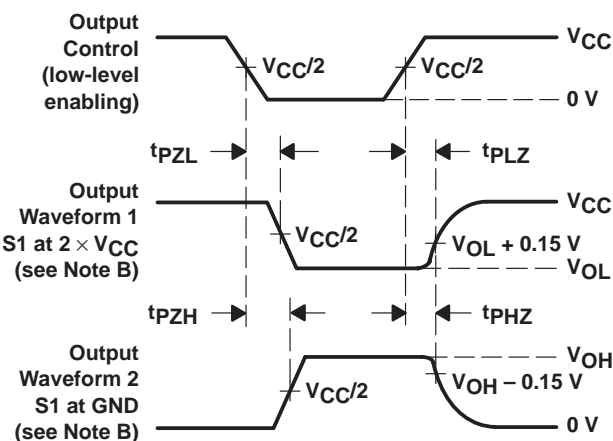 Output
Control
(low-level
enabling)
VCC
VCC/2
VCC/2
0 V
tPZL
tPLZ
Output
Waveform 1
S1 at 2 × VCC
(see Note B)
VCC
VCC/2
VOL + 0.15 V
VOL
tPZH
tPHZ
Output
Waveform 2
S1 at GND
(see Note B)
VOH
VCC/2
VOH – 0.15 V
0 V